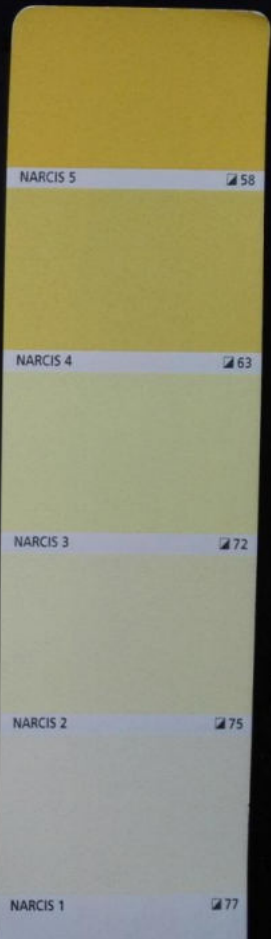 NARCIS 5 58
NARCIS 4 63
NARCIS 3 72
NARCIS 2 75
NARCIS 1 77